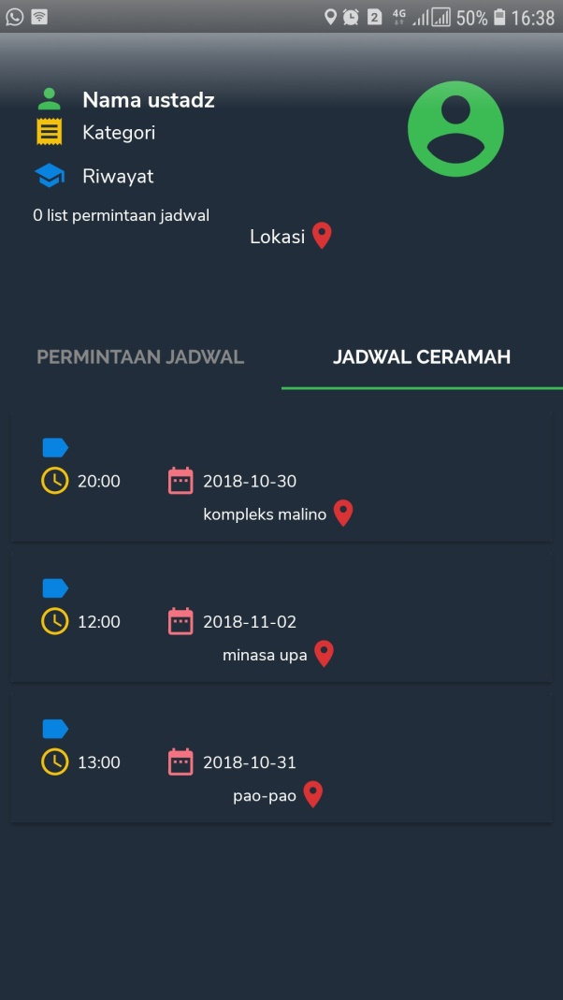 2 4G 50% 16:38
Nama ustadz
Kategori
Riwayat
0 list permintaan jadwal
Lokasi
PERMINTAAN JADWAL JADWAL CERAMAH
20:00 2018-10-30
kompleks malino
12:00 2018-11-02
minasa upa
13:00 2018-10-31
pao-pao